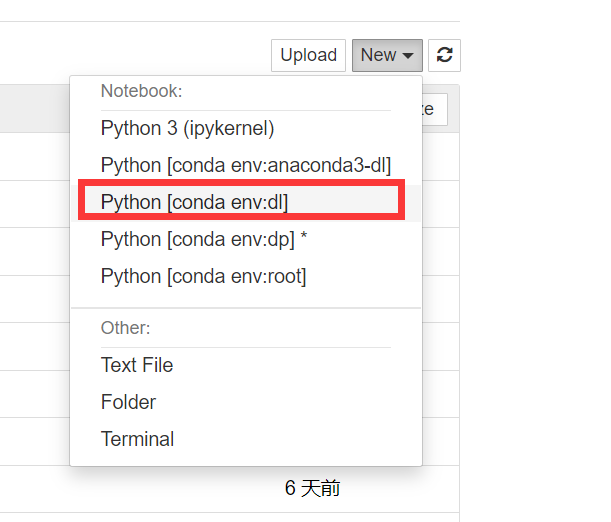 Upload New
Notebook:
ze
Python 3 (ipykernel)
Python [conda env:anaconda3-dl]
Python [conda env:dl]
Python [conda env:dp] *
Python [conda env:root]
Other:
Text File
Folder
Terminal
6 天前